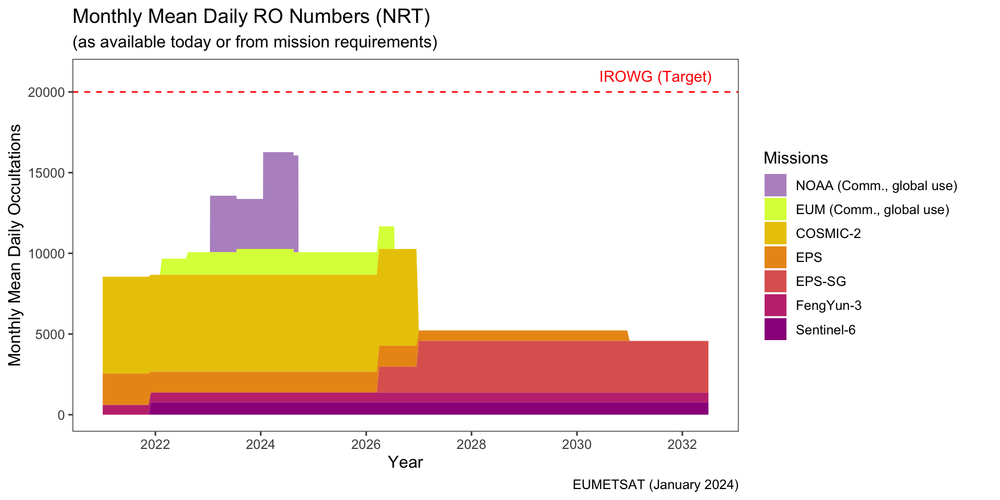 Monthly Mean Daily RO Numbers (NRT)
(as available today or from mission requirements)
IROWG (Target)
Monthly Mean Daily Occultations
20000
15000
10000
5000
0
2022 2024 2026 2028 2030 2032
Year
Missions
NOAA (Comm., global use)
EUM (Comm., global use)
COSMIC-2
EPS
EPS-SG
FengYun-3
Sentinel-6
EUMETSAT (January 2024)